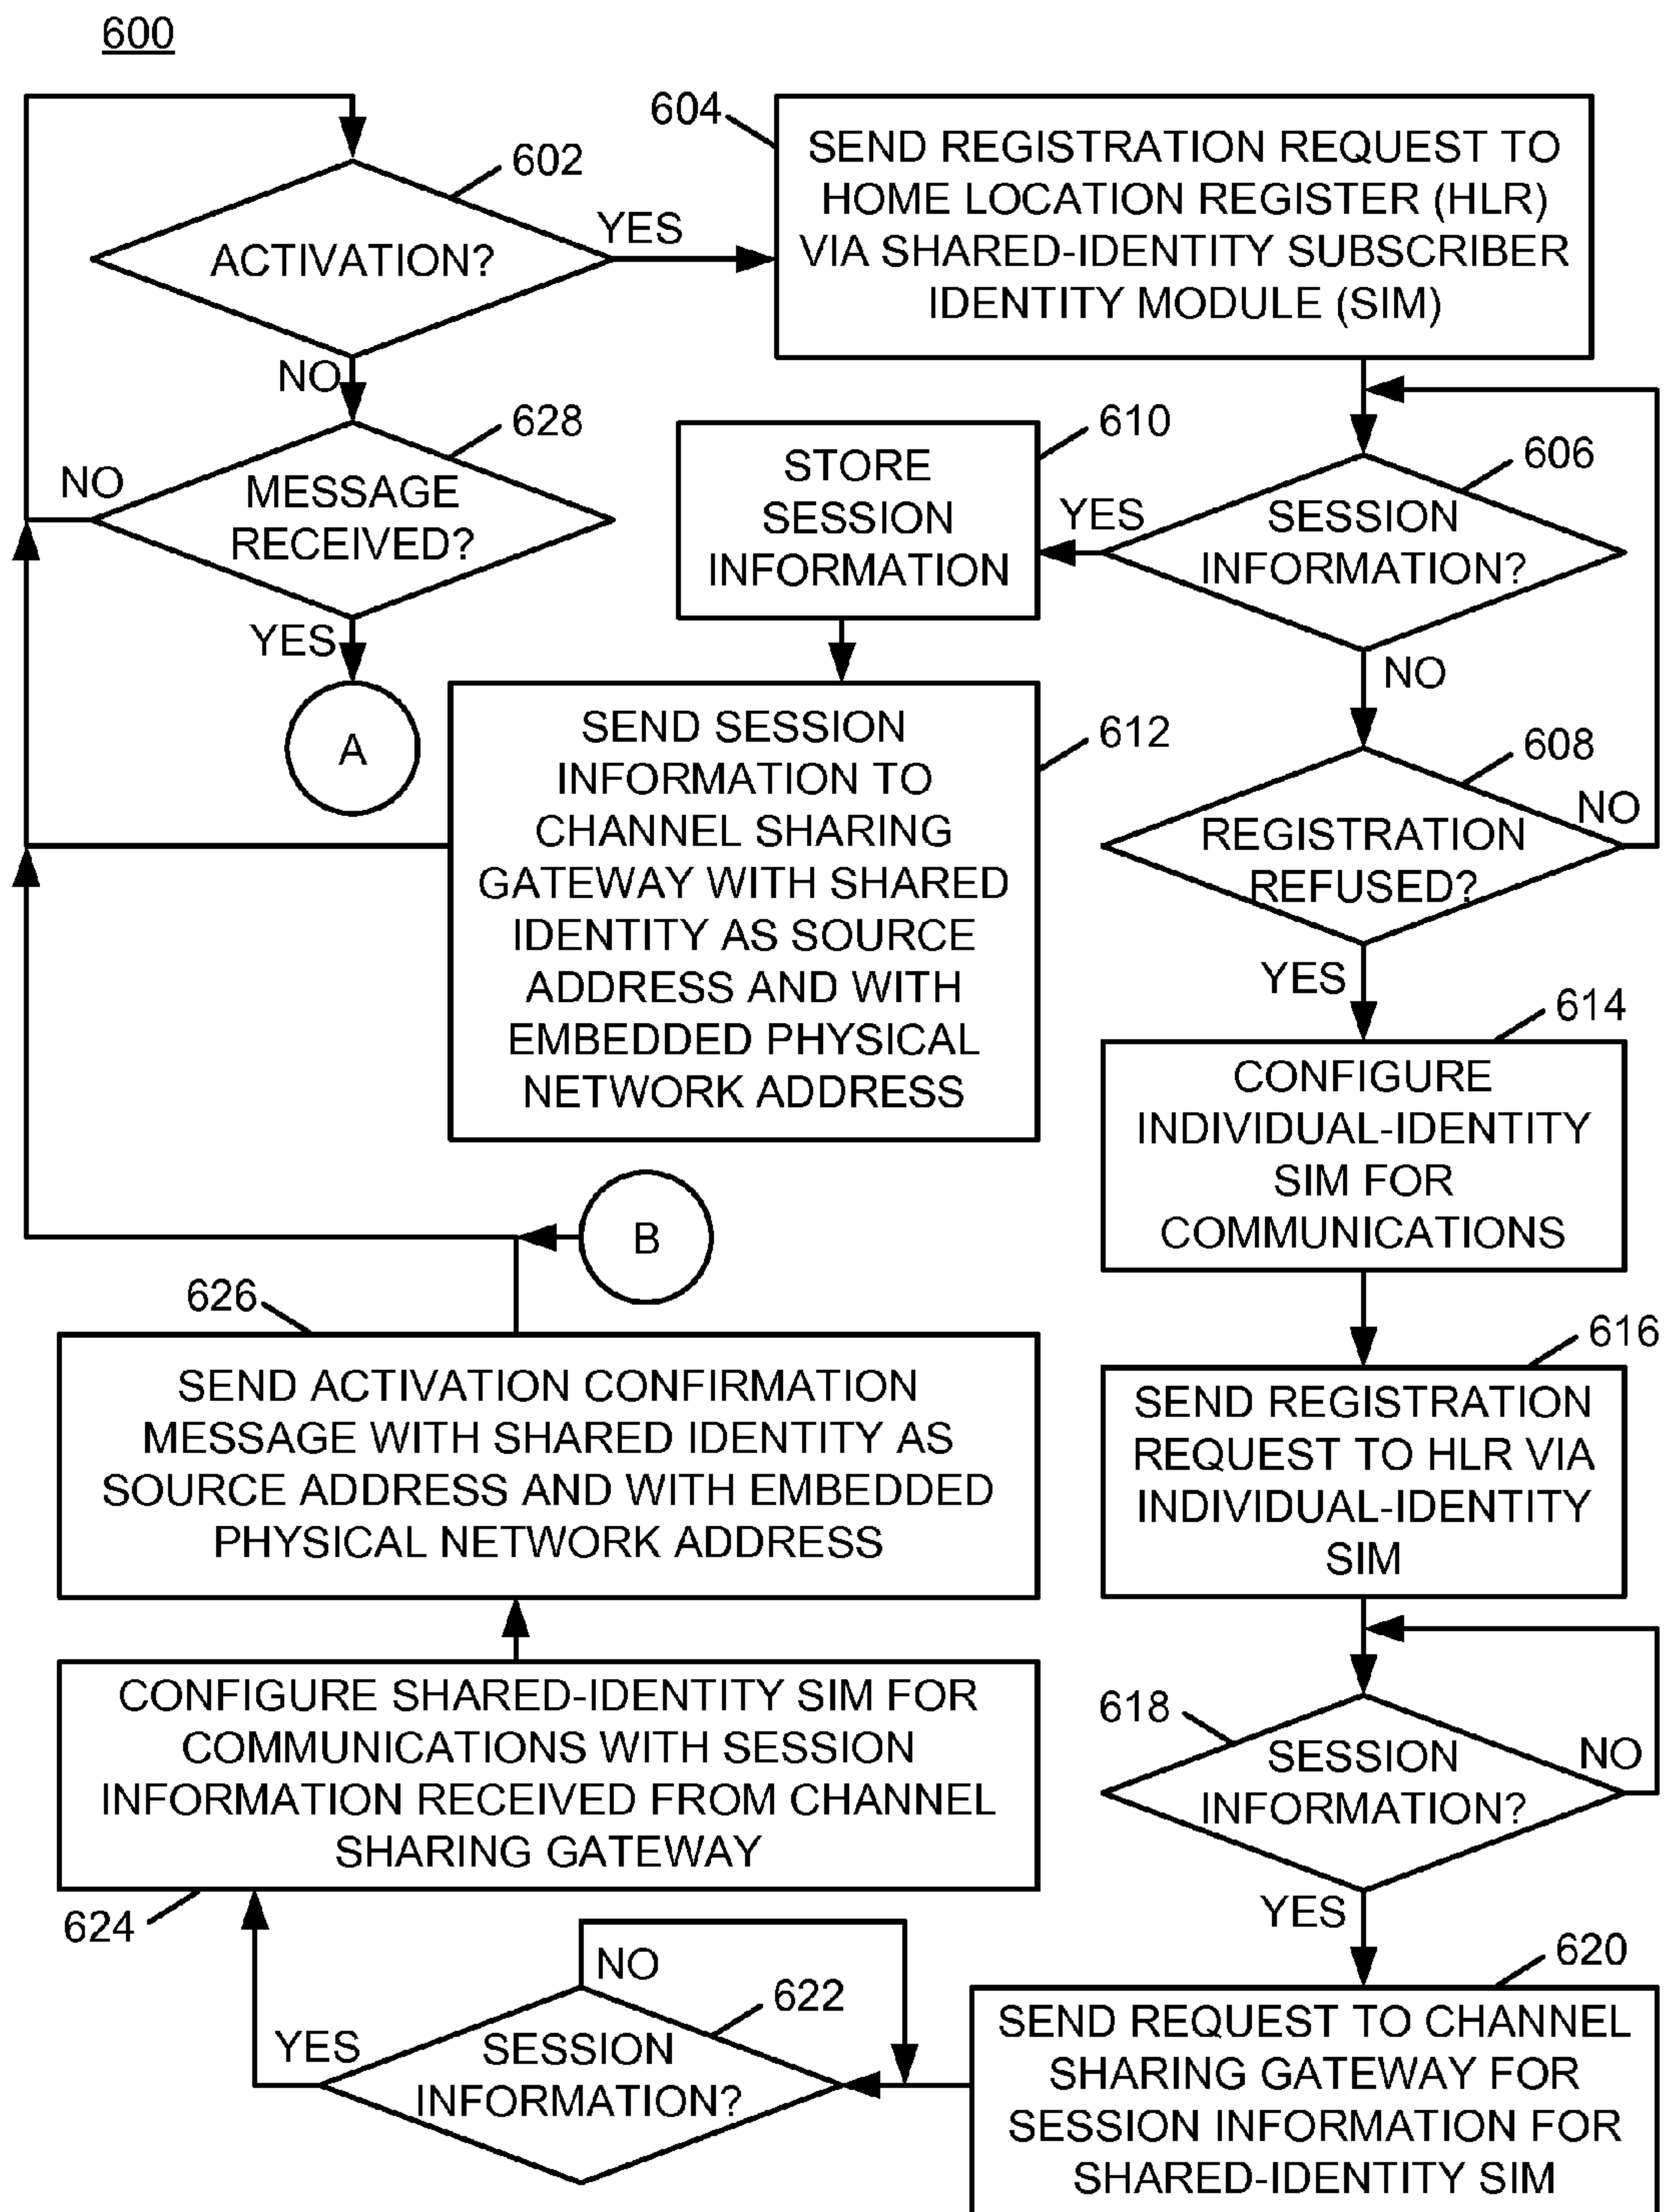 600
602
ACTIVATION?
YES
NO
604
SEND REGISTRATION REQUEST TO
HOME LOCATION REGISTER (HLR)
VIA SHARED-IDENTITY SUBSCRIBER
IDENTITY MODULE (SIM)
628
MESSAGE
RECEIVED?
NO
YES
A
610
STORE
SESSION
INFORMATION
606
SESSION
INFORMATION?
YES
NO
612
SEND SESSION
INFORMATION TO
CHANNEL SHARING
GATEWAY WITH SHARED
IDENTITY AS SOURCE
ADDRESS AND WITH
EMBEDDED PHYSICAL
NETWORK ADDRESS
608
REGISTRATION
REFUSED?
NO
YES
614
CONFIGURE
INDIVIDUAL-IDENTITY
SIM FOR
COMMUNICATIONS
B
616
SEND REGISTRATION
REQUEST TO HLR VIA
INDIVIDUAL-IDENTITY
SIM
626
SEND ACTIVATION CONFIRMATION
MESSAGE WITH SHARED IDENTITY AS
SOURCE ADDRESS AND WITH EMBEDDED
PHYSICAL NETWORK ADDRESS
618
SESSION
INFORMATION?
NO
YES
CONFIGURE SHARED-IDENTITY SIM FOR
COMMUNICATIONS WITH SESSION
INFORMATION RECEIVED FROM CHANNEL
SHARING GATEWAY
624
620
SEND REQUEST TO CHANNEL
SHARING GATEWAY FOR
SESSION INFORMATION FOR
SHARED-IDENTITY SIM
622
SESSION
INFORMATION?
NO
YES